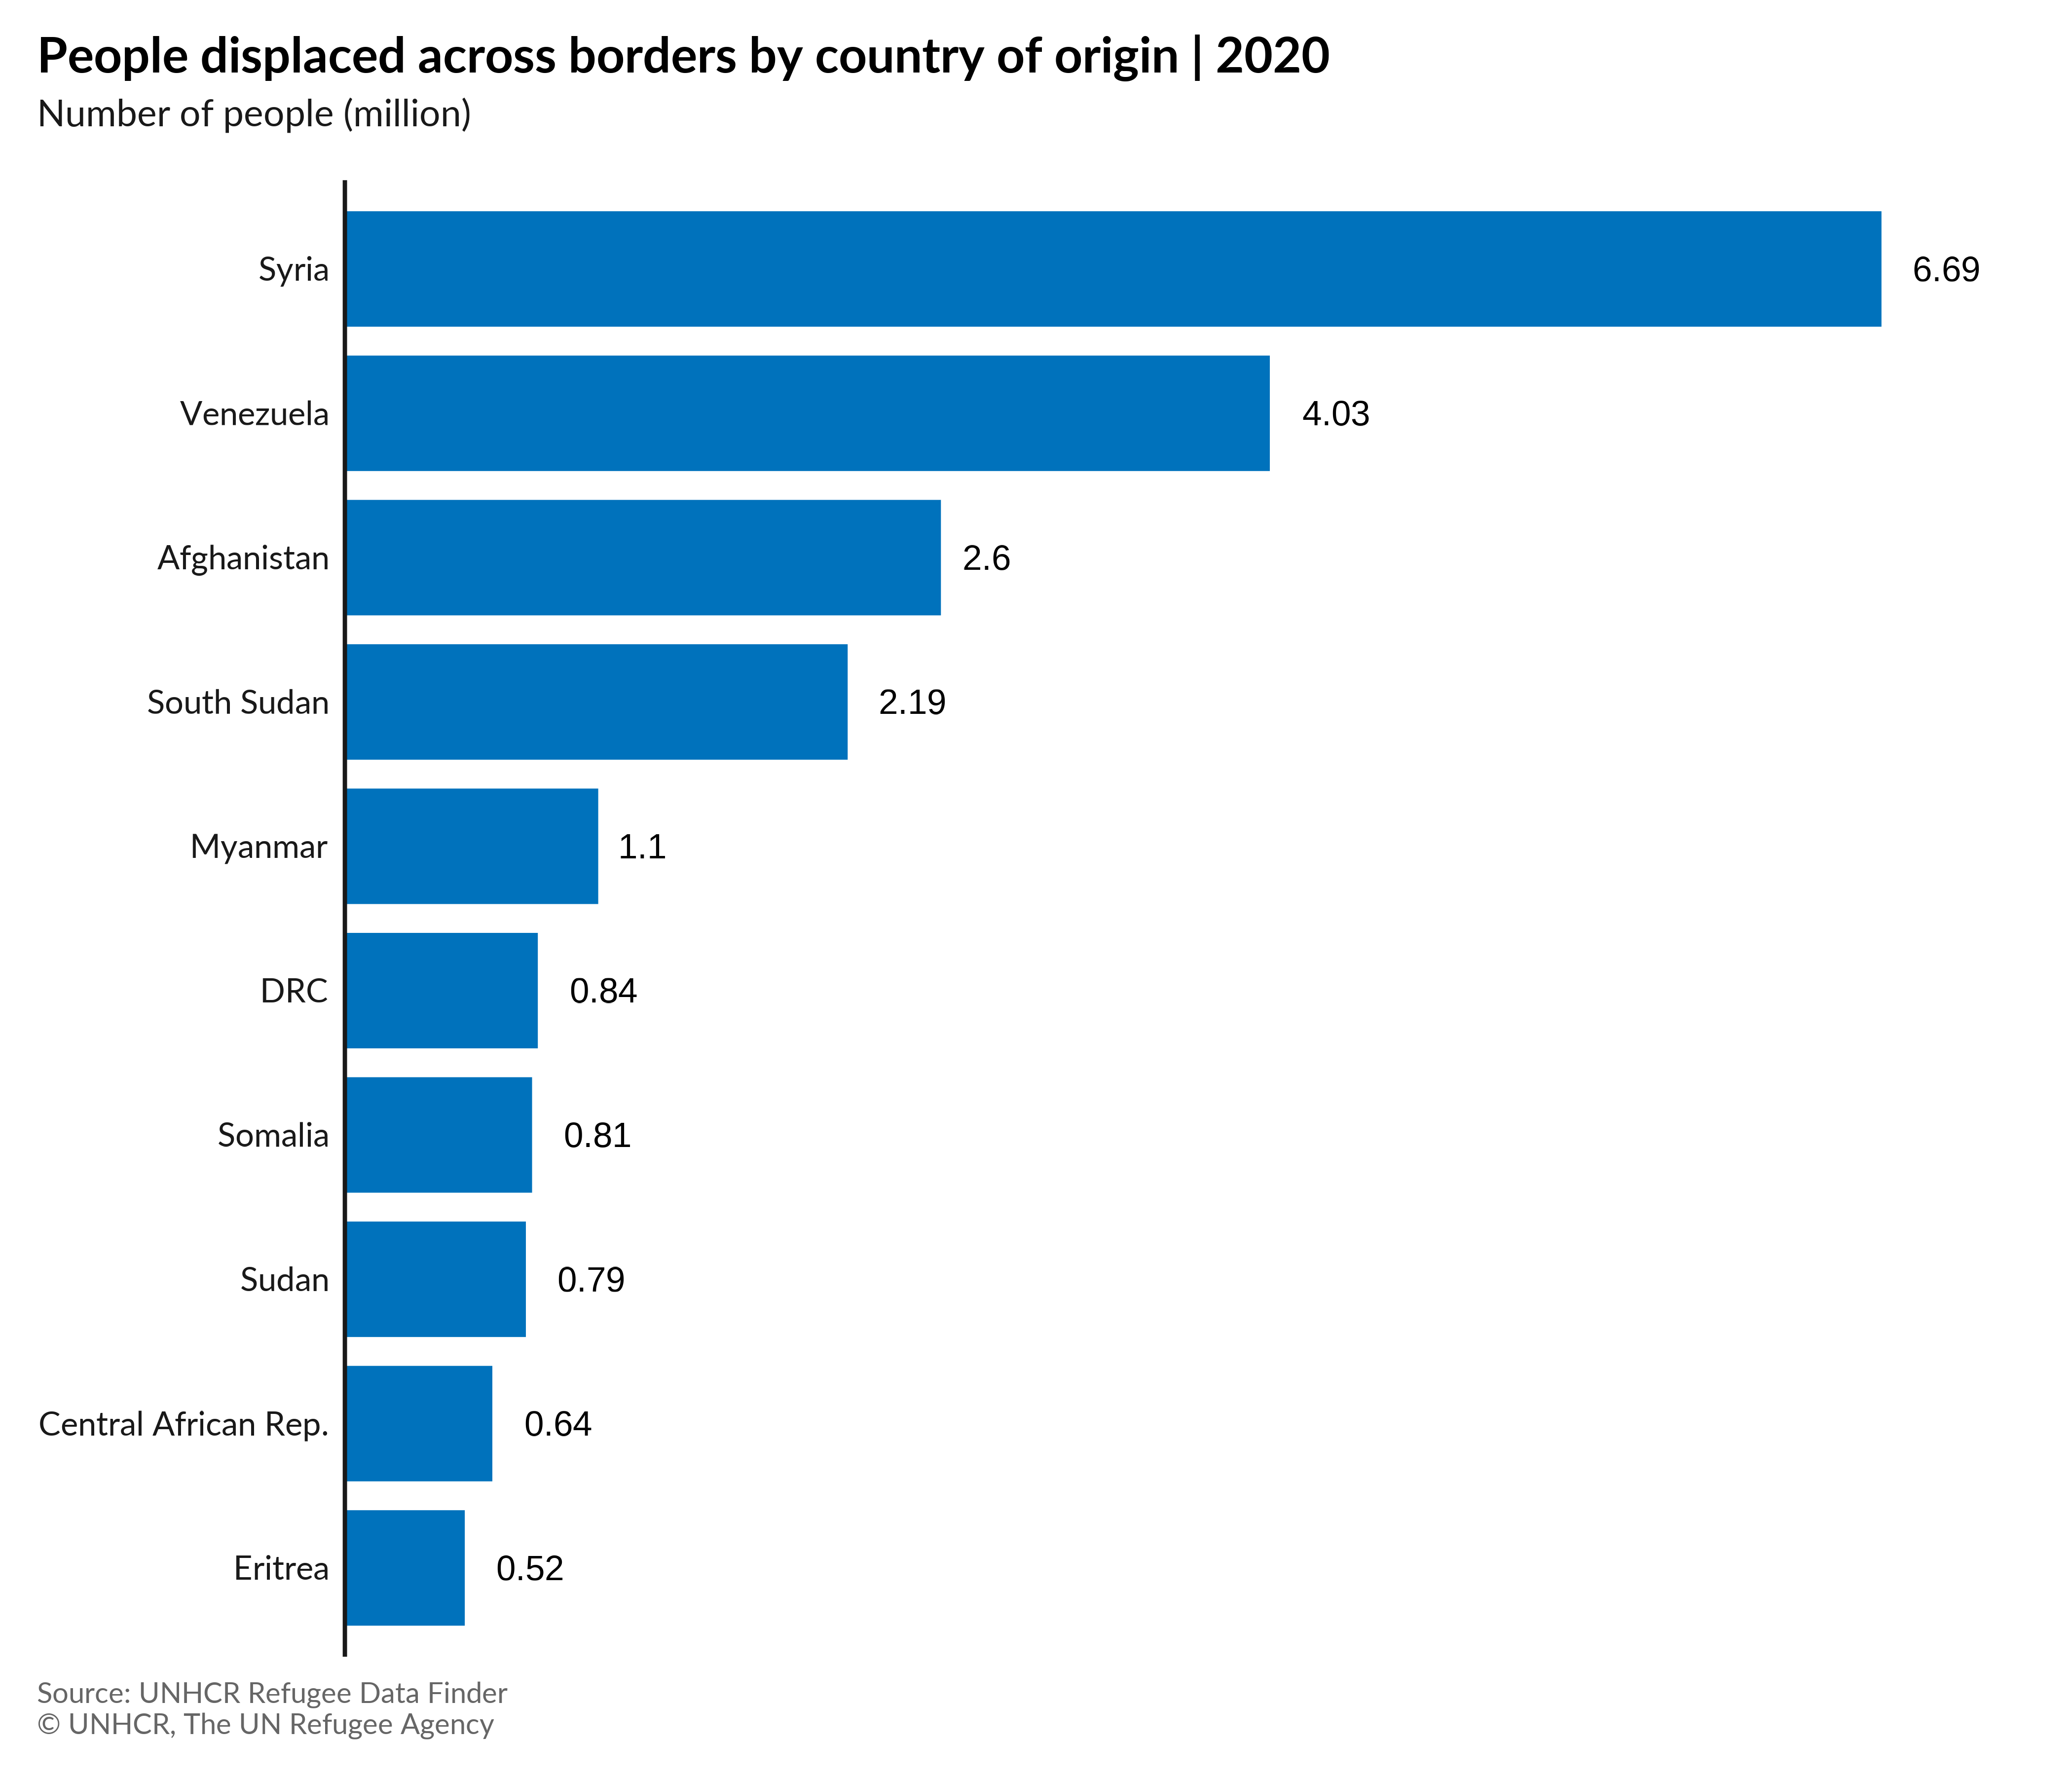 People displaced across borders by country of origin | 2020
Number of people (million)
Syria 6.69
Venezuela 4.03
Afghanistan 2.6
South Sudan 2.19
Myanmar 1.1
DRC 0.84
Somalia 0.81
Sudan 0.79
Central African Rep. 0.64
Eritrea 0.52
Source: UNHCR Refugee Data Finder
© UNHCR, The UN Refugee Agency